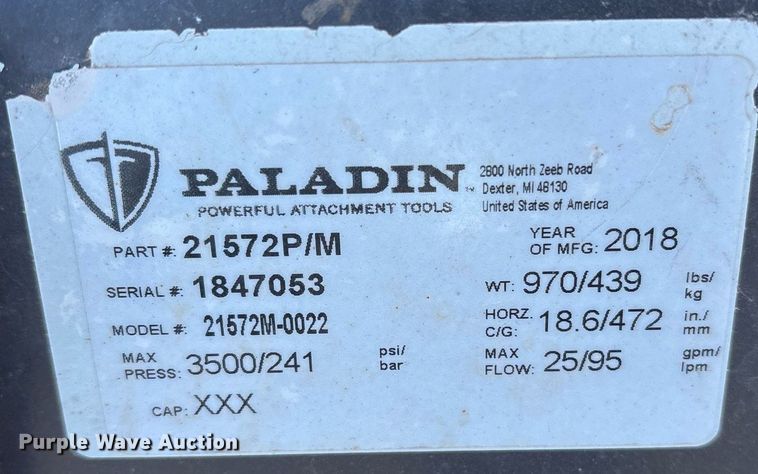 PALADIN
POWERFUL ATTACHMENT TOOLS
2800 North Zeeb Road
Dexter, MI 48130
United States of America
PART #: 21572P/M
YEAR OF MFG: 2018
SERIAL #: 1847053
WT: 970/439 lbs/ kg
MODEL #: 21572M-0022
HORZ. C/G: 18.6/472 in./ mm
MAX PRESS: 3500/241 psi/ bar
MAX FLOW: 25/95 gpm/ lpm
CAP: XXX
Purple Wave Auction